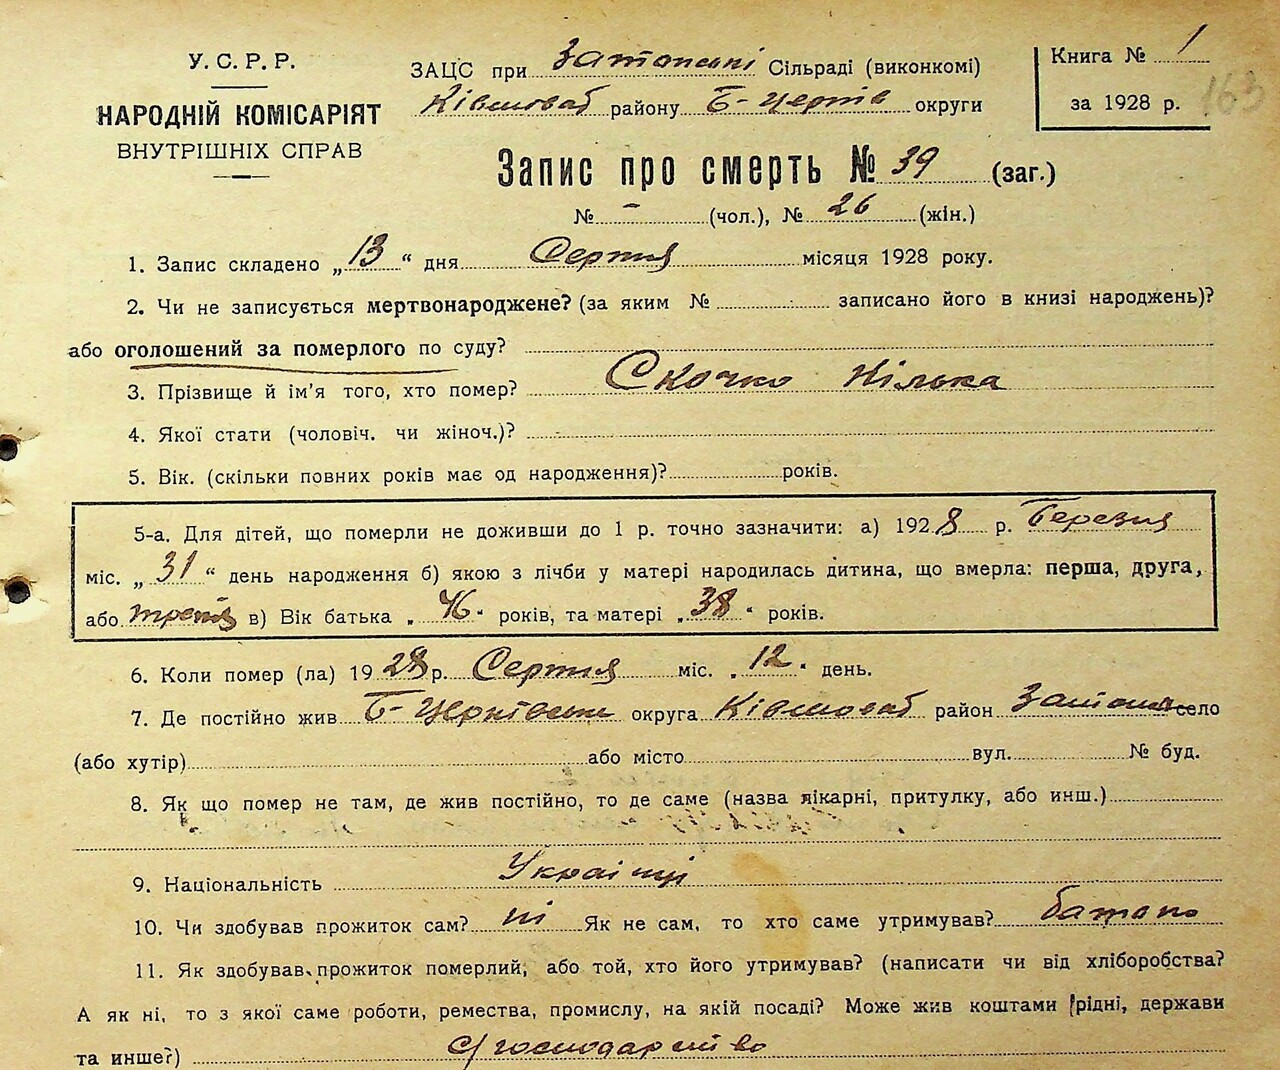 У.С.Р.Р.
НАРОДНІЙ КОМІСАРІЯТ
ВНУТРІШНІХ СПРАВ
ЗАЦС при Затонські Сільраді (виконкомі)
району Б-Церків округи
Книга № 1
за 1928 р. 163
Запис про смерть № 39 (заг.)
№ - (чол.), № 26 (жін.)
1. Запис складено „13“ дня Серпня місяця 1928 року.
2. Чи не записується мертвонароджене? (за яким № записано його в книзі народжень)?
або оголошений за померлого по суду?
3. Прізвище й ім'я того, хто помер? Скочко Нілька
4. Якої стати (чоловіч. чи жіноч.)?
5. Вік. (скільки повних років має од народження)? років.
5-а. Для дітей, що померли не доживши до 1 р. точно зазначити: а) 1928 р. Березня
міс. „31“ день народження б) якою з лічби у матері народилась дитина, що вмерла: перша, друга,
або третя в) Вік батька „46“ років, та матері „38“ років.
6. Коли помер (ла) 1928 р. Серпня міс. „12“ день.
7. Де постійно жив Б-Церківська округа район село
(або хутір) або місто вул. № буд.
8. Як що помер не там, де жив постійно, то де саме (назва лікарні, притулку, або инш.)
9. Національність Україці
10. Чи здобував прожиток сам? ні Як не сам, то хто саме утримував? батько
11. Як здобував прожиток померлий, або той, хто його утримував? (написати чи від хліборобства?
А як ні, то з якої саме роботи, ремества, промислу, на якій посаді? Може жив коштами рідні, держави
та инше?) с/господарство